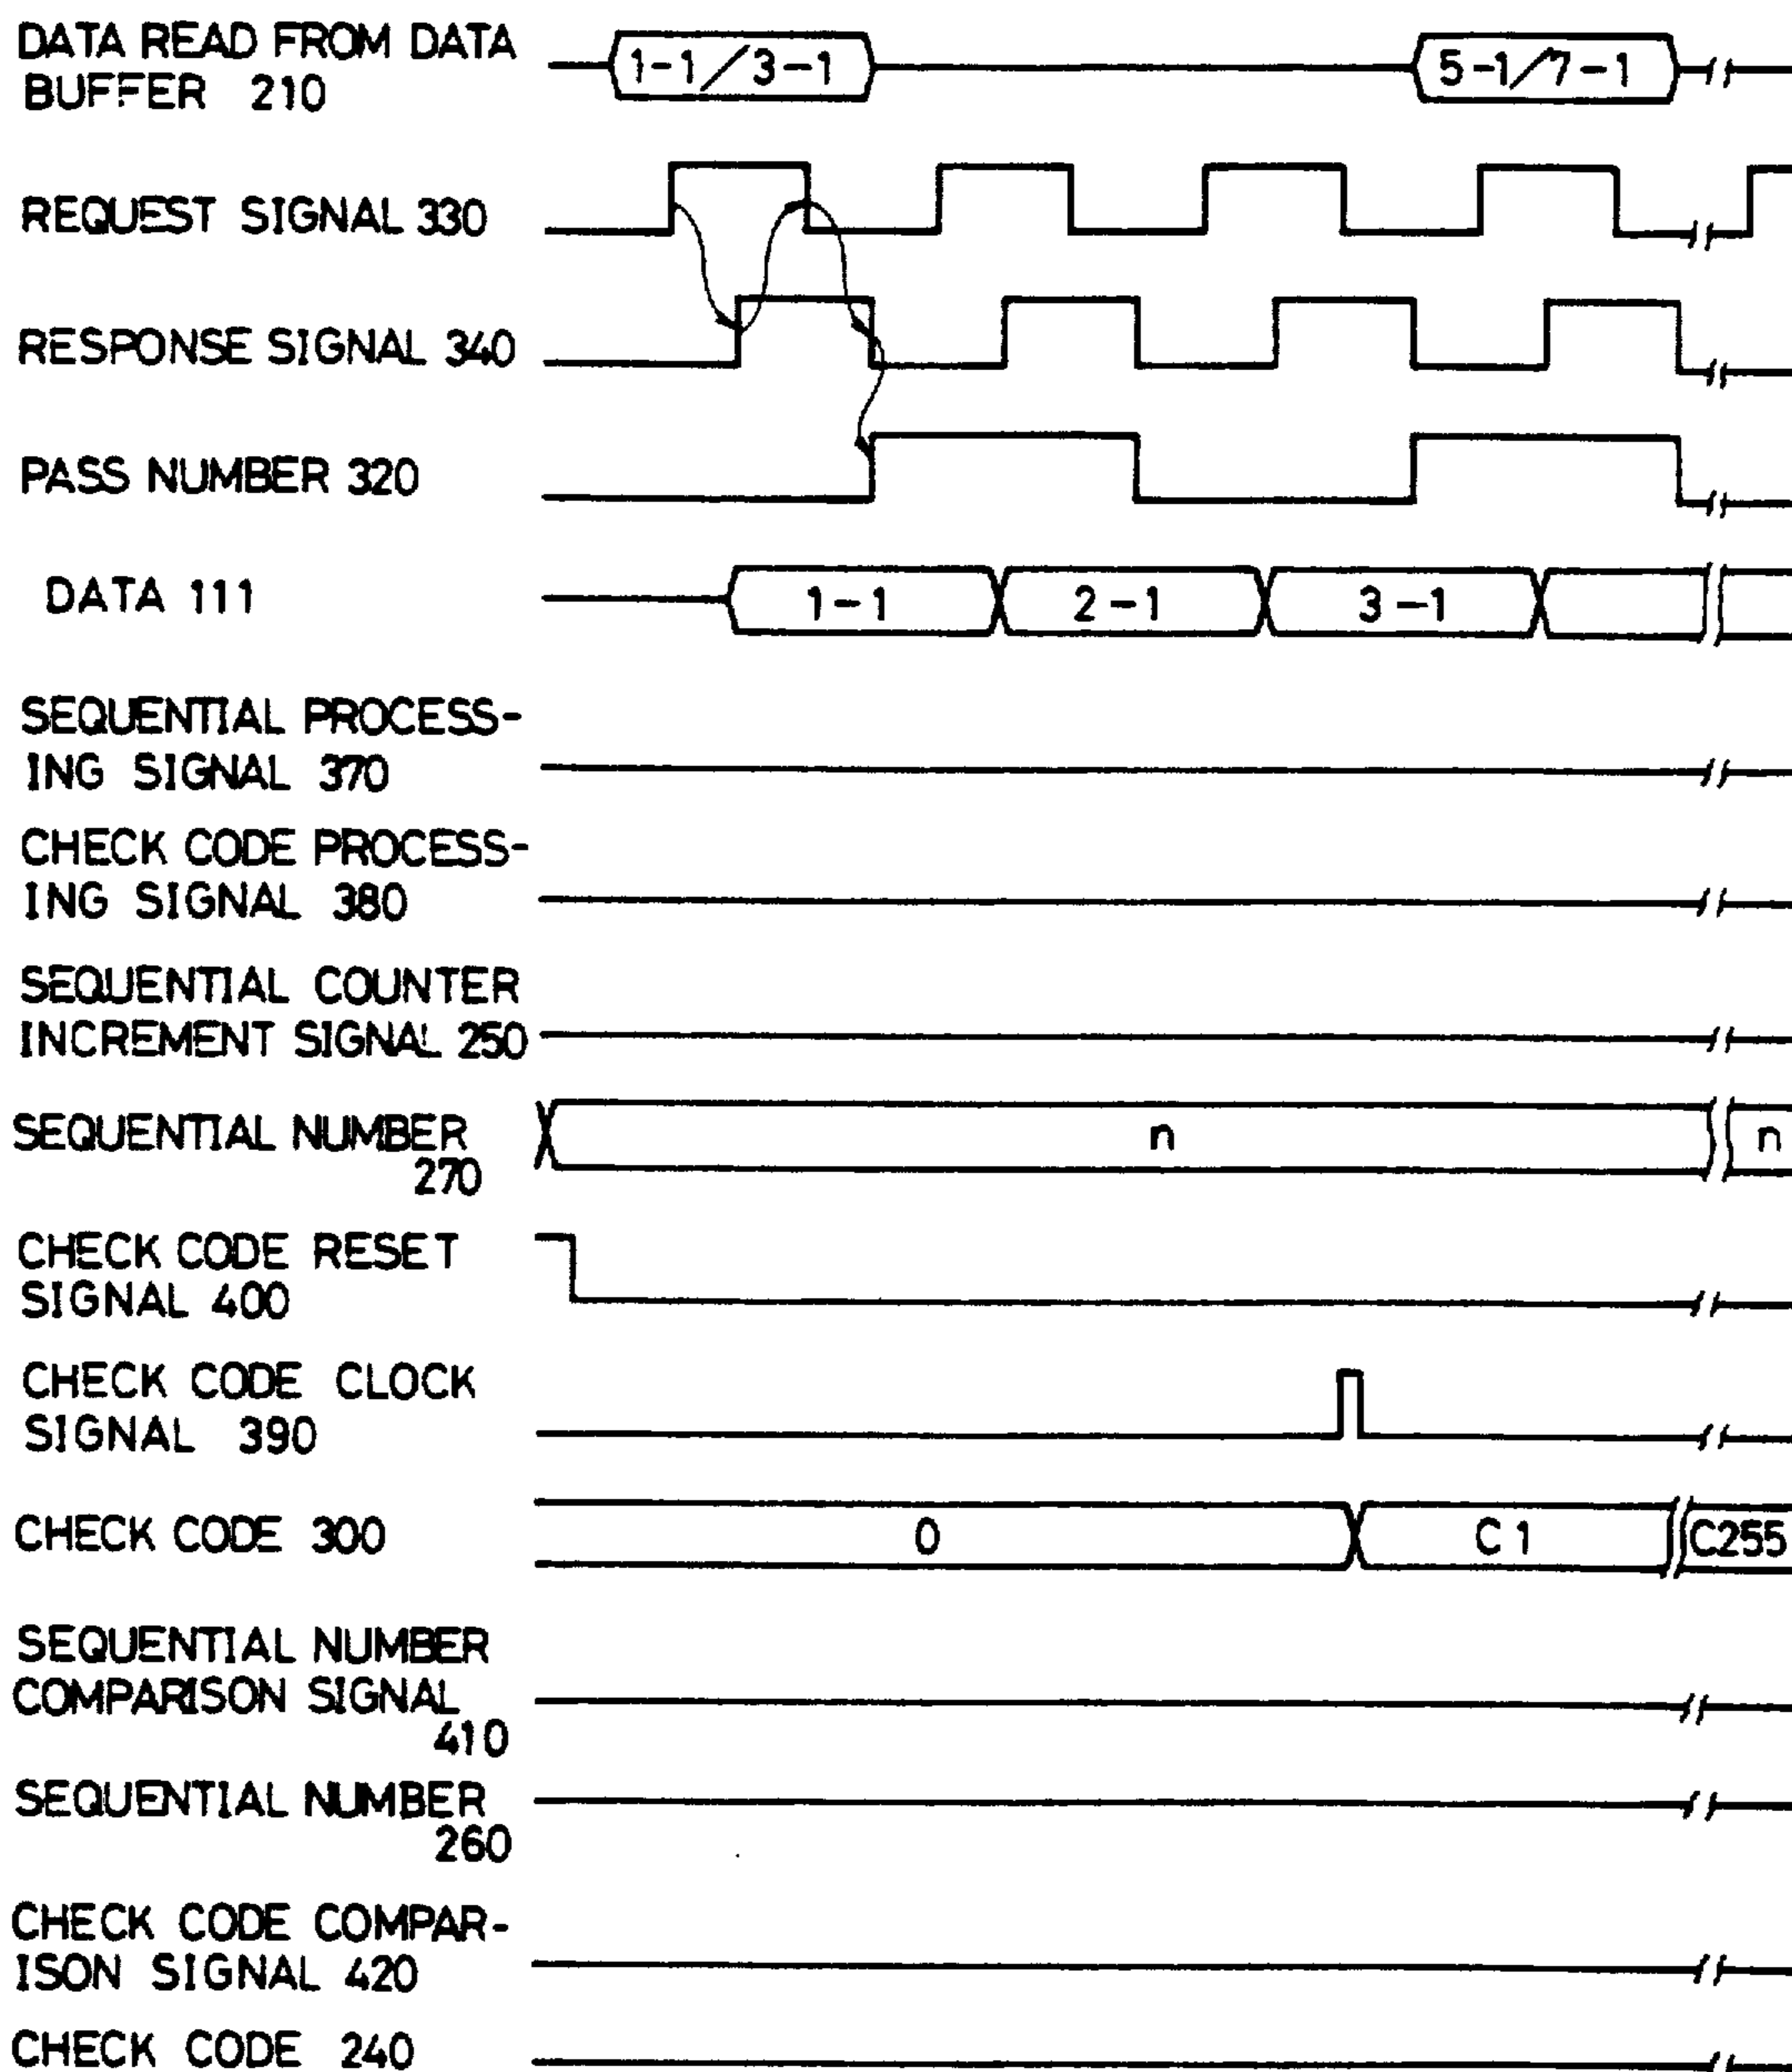 DATA READ FROM DATA
BUFFER 210
1-1/3-1
5-1/7-1
REQUEST SIGNAL 330
RESPONSE SIGNAL 340
PASS NUMBER 320
DATA 111
1-1
2-1
3-1
SEQUENTIAL PROCESS-
ING SIGNAL 370
CHECK CODE PROCESS-
ING SIGNAL 380
SEQUENTIAL COUNTER
INCREMENT SIGNAL 250
SEQUENTIAL NUMBER
270
n
n
CHECK CODE RESET
SIGNAL 400
CHECK CODE CLOCK
SIGNAL 390
CHECK CODE 300
0
C1
C255
SEQUENTIAL NUMBER
COMPARISON SIGNAL
410
SEQUENTIAL NUMBER
260
CHECK CODE COMPAR-
ISON SIGNAL 420
CHECK CODE 240